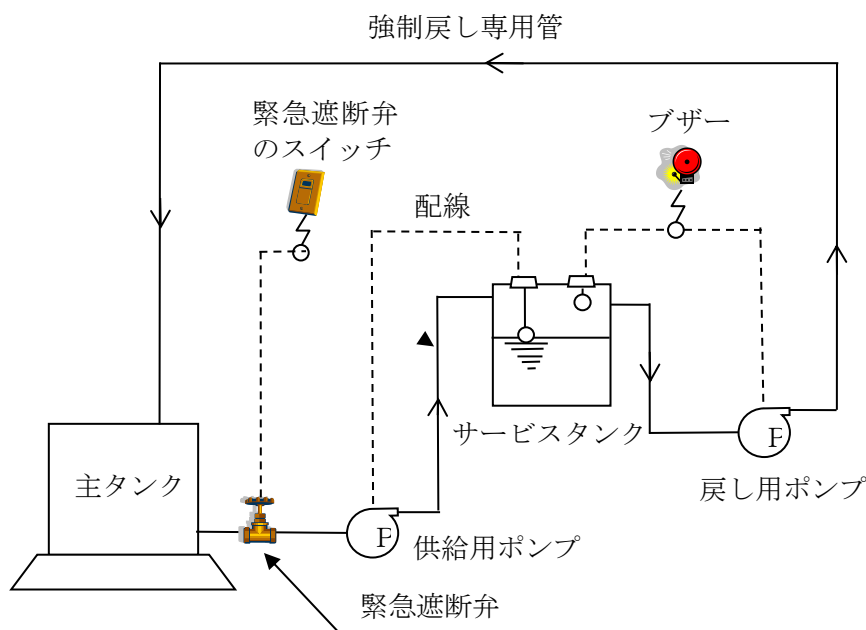 強制戻し専用管
緊急遮断弁
のスイッチ
ブザー
配線
サービスタンク
主タンク
P
戻し用ポンプ
P
供給用ポンプ
緊急遮断弁